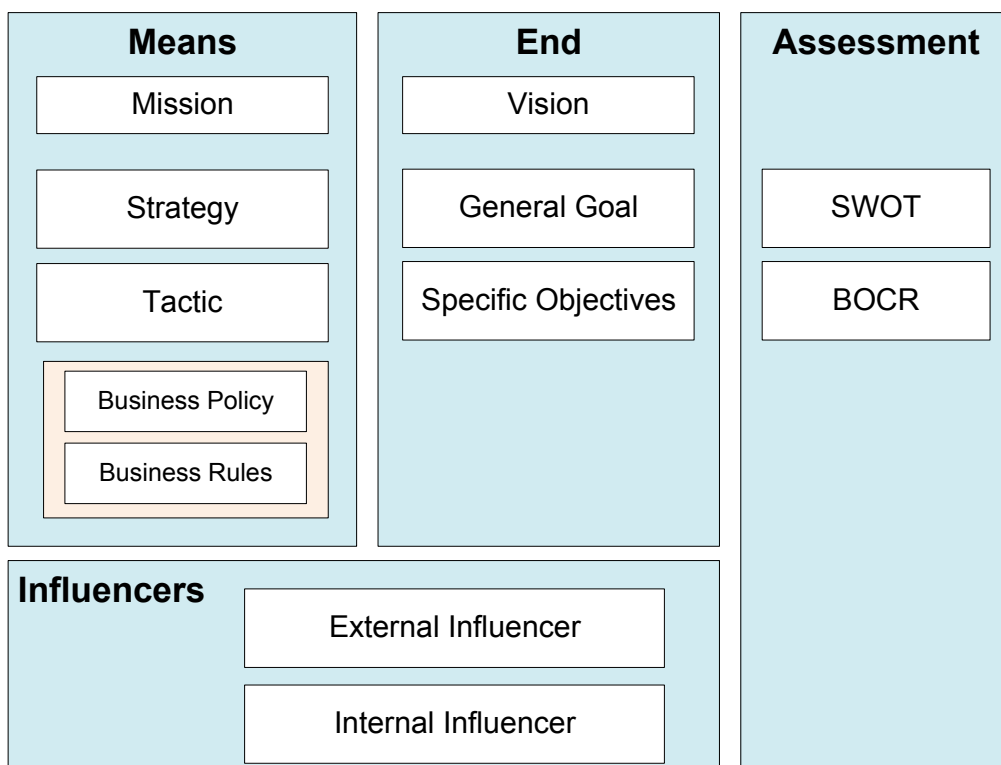 Means
Mission
Strategy
Tactic
Business Policy
Business Rules
End
Vision
General Goal
Specific Objectives
Assessment
SWOT
BOCR
Influencers
External Influencer
Internal Influencer